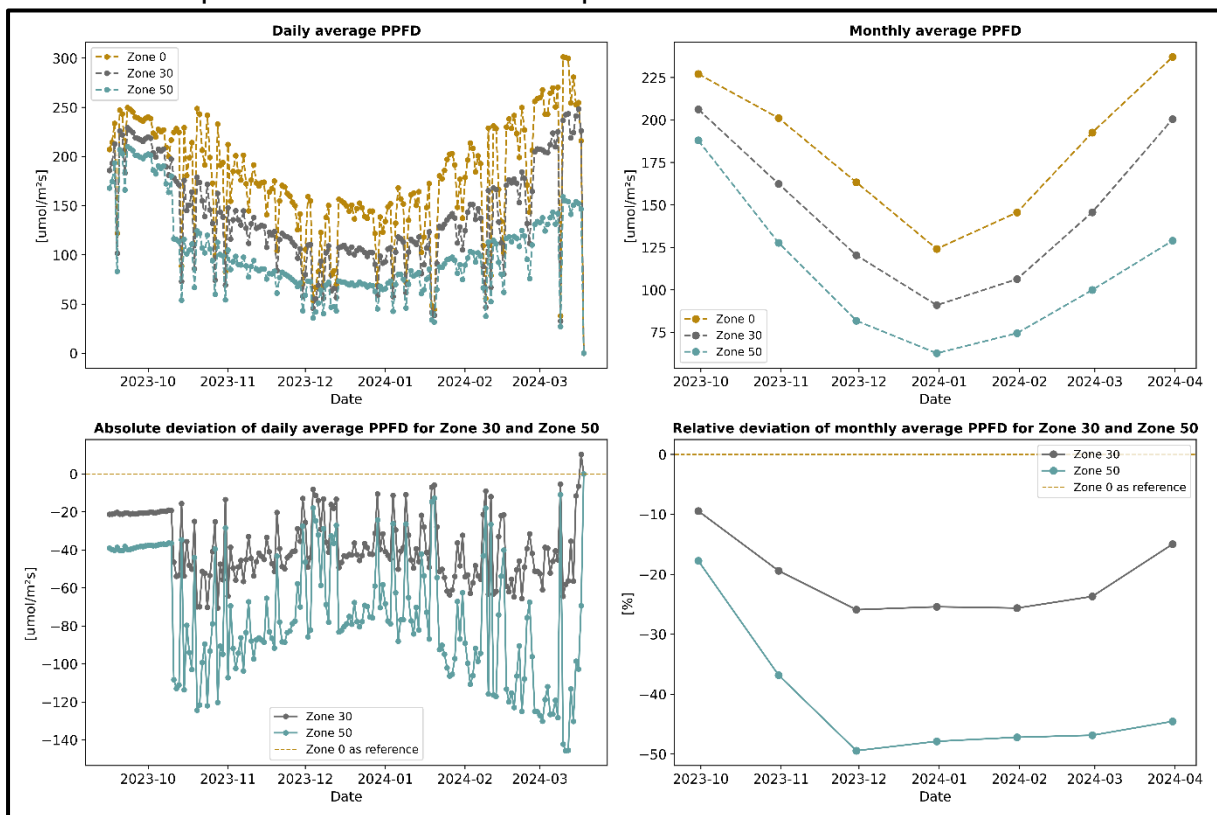 Daily average PPFD
Zone 0
Zone 30
Zone 50
[umol/m²s]
300
250
200
150
100
50
0
2023-10 2023-11 2023-12 2024-01 2024-02 2024-03
Date
Monthly average PPFD
[umol/m²s]
225
200
175
150
125
100
75
Zone 0
Zone 30
Zone 50
2023-10 2023-11 2023-12 2024-01 2024-02 2024-03 2024-04
Date
Absolute deviation of daily average PPFD for Zone 30 and Zone 50
[umol/m²s]
0
−20
−40
−60
−80
−100
−120
−140
Zone 30
Zone 50
Zone 0 as reference
2023-10 2023-11 2023-12 2024-01 2024-02 2024-03
Date
Relative deviation of monthly average PPFD for Zone 30 and Zone 50
Zone 30
Zone 50
Zone 0 as reference
[%]
0
−10
−20
−30
−40
−50
2023-10 2023-11 2023-12 2024-01 2024-02 2024-03 2024-04
Date